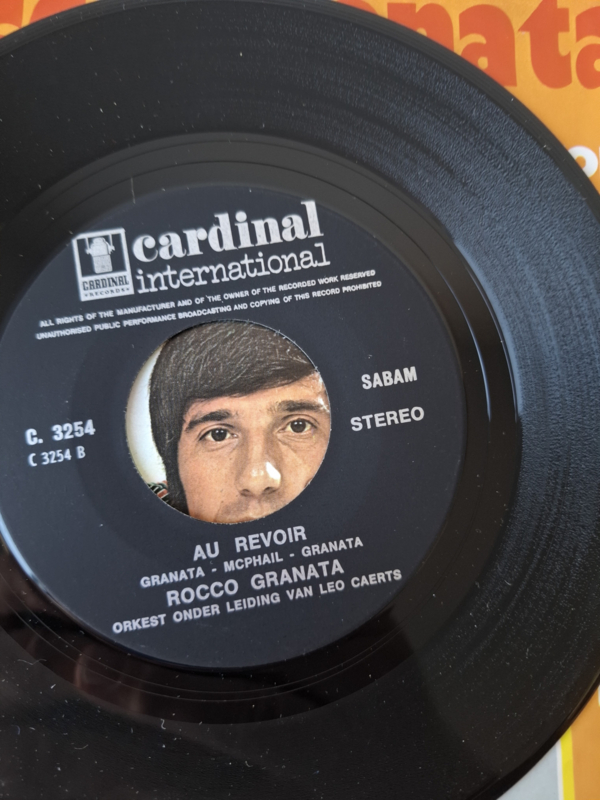 nata
cardinal
international
CARDINAL
RECORDS
ALL RIGHTS OF THE MANUFACTURER AND OF THE OWNER OF THE RECORDED WORK RESERVED
UNAUTHORISED PUBLIC PERFORMANCE BROADCASTING AND COPYING OF THIS RECORD PROHIBITED
SABAM
STEREO
C. 3254
C 3254 B
AU REVOIR
GRANATA - MCPHAIL - GRANATA
ROCCO GRANATA
ORKEST ONDER LEIDING VAN LEO CAERTS